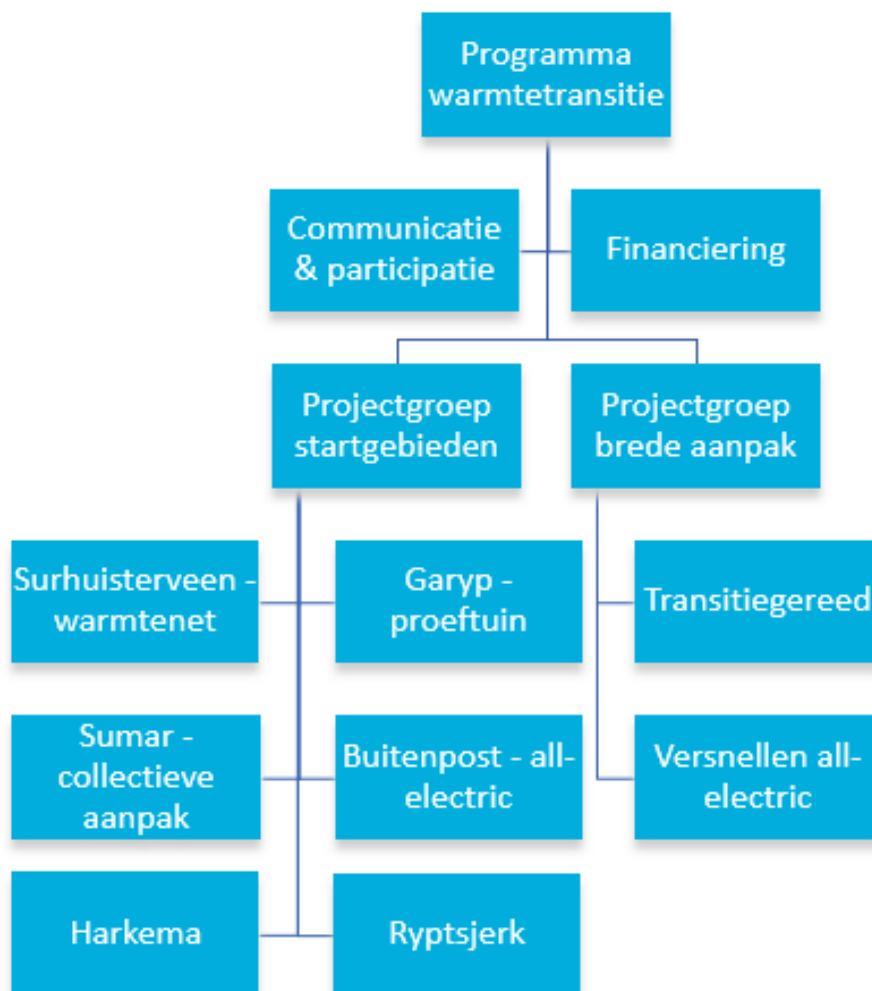 Programma
warmtetransitie
Communicatie
& participatie
Financiering
Projectgroep
startgebieden
Projectgroep
brede aanpak
Surhuisterveen -
warmtenet
Garyp -
proeftuin
Transitiegereed
Sumar -
collectieve
aanpak
Buitenpost - all-
electric
Versnellen all-
electric
Harkema
Ryptsjerk